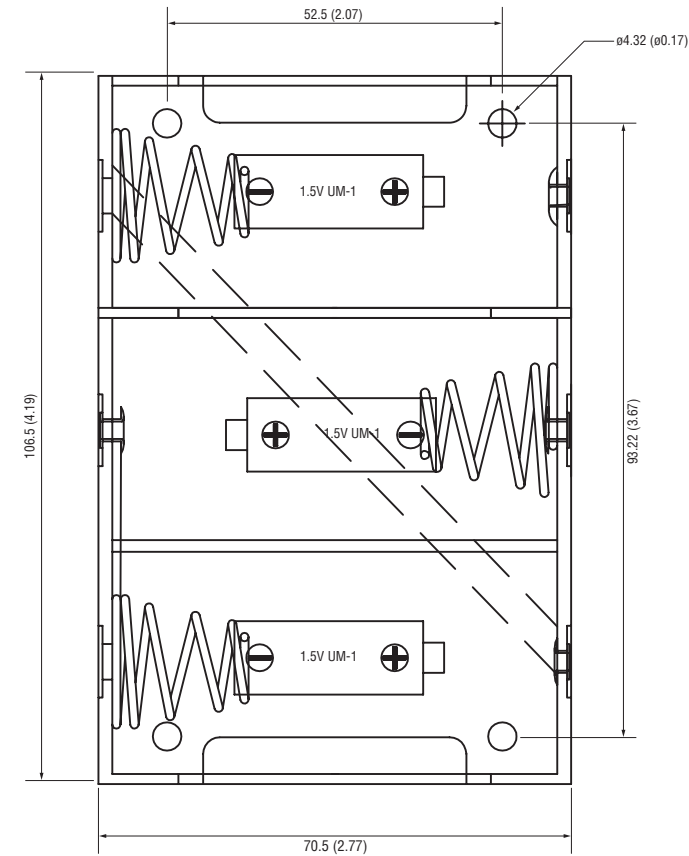 52.5 (2.07)
ø4.32 (ø0.17)
1.5V UM-1
106.5 (4.19)
1.5V UM-1
93.22 (3.67)
1.5V UM-1
70.5 (2.77)